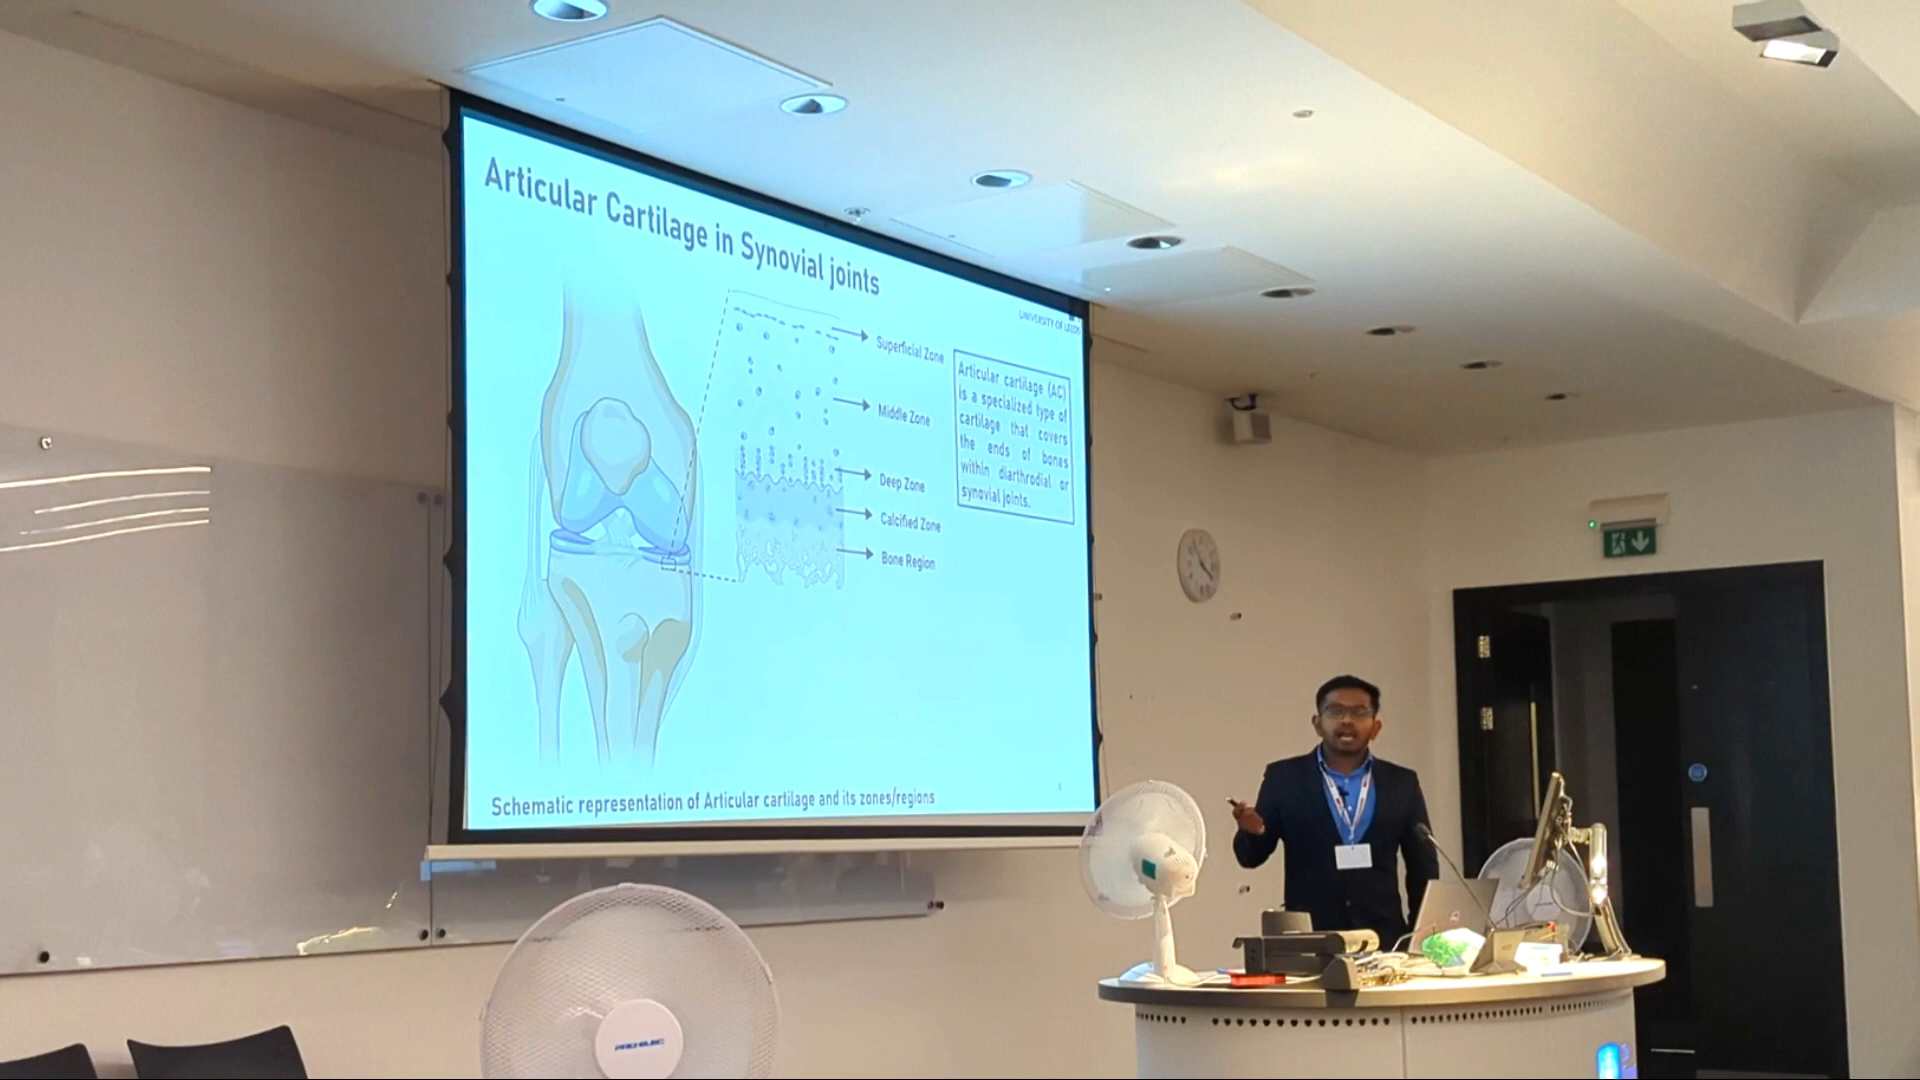 Articular Cartilage in Synovial joints
UNIVERSITY OF LEEDS
Superficial Zone
Middle Zone
Deep Zone
Calcified Zone
Bone Region
Articular cartilage (AC)
is a specialized type of
cartilage that covers
the ends of bones
within diarthrodial or
synovial joints.
Schematic representation of Articular cartilage and its zones/regions
PRO ELEC